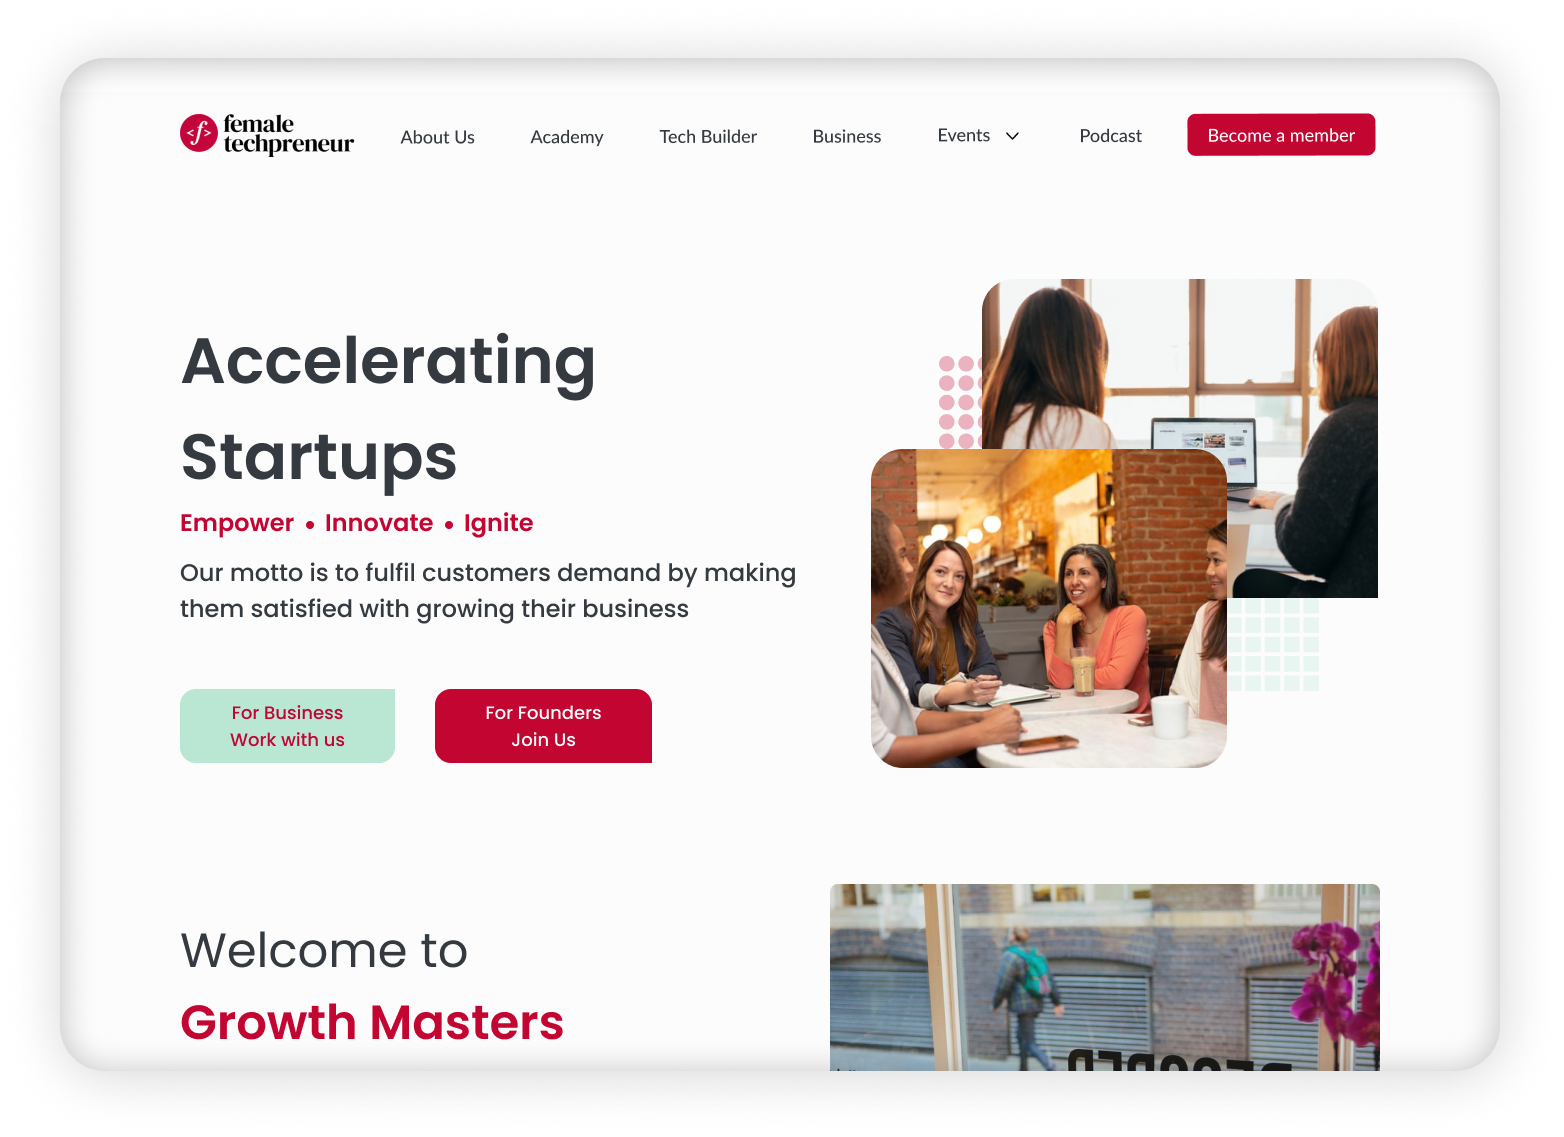 female
techpreneur
About Us
Academy
Tech Builder
Business
Events
Podcast
Become a member
Accelerating
Startups
Empower • Innovate • Ignite
Our motto is to fulfil customers demand by making
them satisfied with growing their business
For Business
Work with us
For Founders
Join Us
Welcome to
Growth Masters